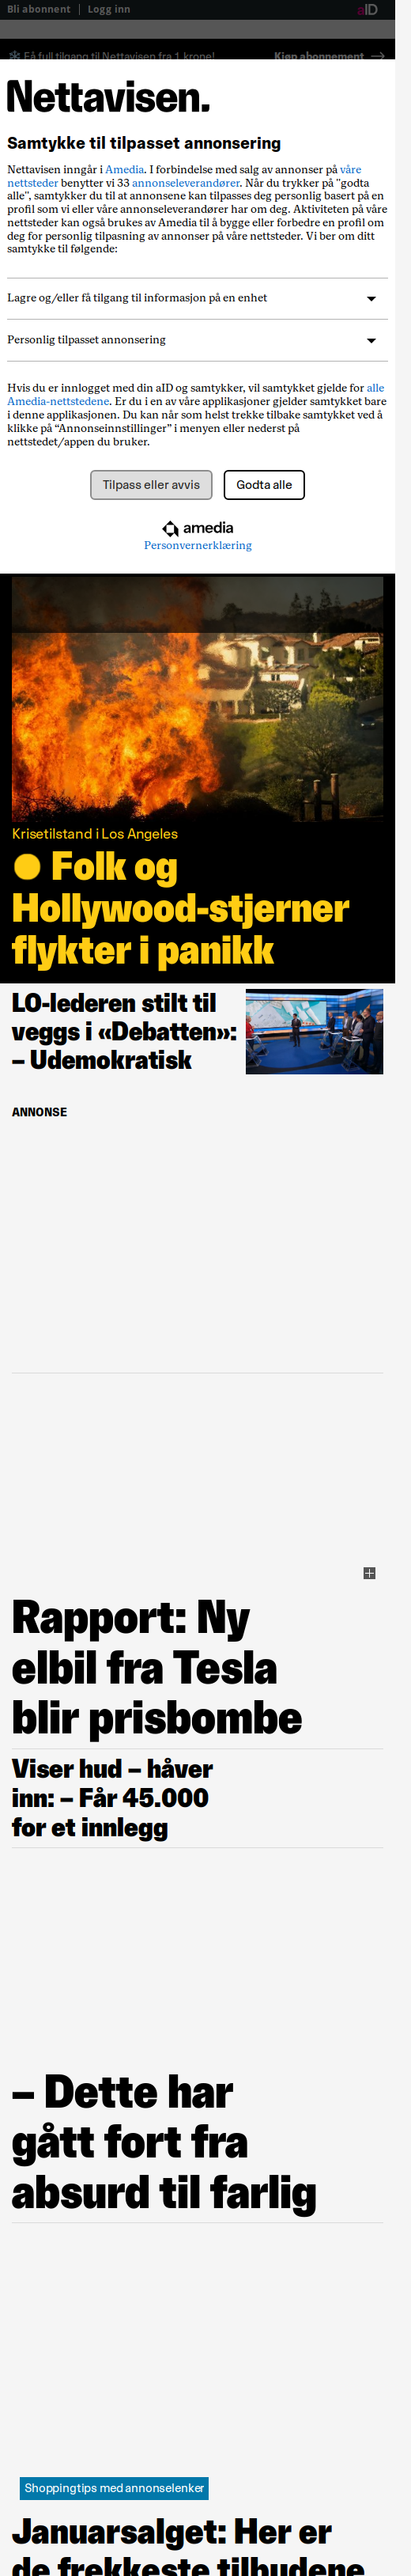 Bli abonnent | Logg inn aID
❄ Få full tilgang til Nettavisen fra 1 krone! Kjøp abonnement →
Nettavisen.
Samtykke til tilpasset annonsering
Nettavisen inngår i Amedia. I forbindelse med salg av annonser på våre
nettsteder benytter vi 33 annonseleverandører. Når du trykker på "godta
alle", samtykker du til at annonsene kan tilpasses deg personlig basert på en
profil som vi eller våre annonseleverandører har om deg. Aktiviteten på våre
nettsteder kan også brukes av Amedia til å bygge eller forbedre en profil om
deg for personlig tilpasning av annonser på våre nettsteder. Vi ber om ditt
samtykke til følgende:
Lagre og/eller få tilgang til informasjon på en enhet
Personlig tilpasset annonsering
Hvis du er innlogget med din aID og samtykker, vil samtykket gjelde for alle
Amedia-nettstedene. Er du i en av våre applikasjoner gjelder samtykket bare
i denne applikasjonen. Du kan når som helst trekke tilbake samtykket ved å
klikke på “Annonseinnstillinger” i menyen eller nederst på
nettstedet/appen du bruker.
Tilpass eller avvis Godta alle
amedia
Personvernerklæring
Krisetilstand i Los Angeles
Folk og
Hollywood-stjerner
flykter i panikk
LO-lederen stilt til
veggs i «Debatten»:
– Udemokratisk
ANNONSE
Rapport: Ny
elbil fra Tesla
blir prisbombe
Viser hud – håver
inn: – Får 45.000
for et innlegg
– Dette har
gått fort fra
absurd til farlig
Shoppingtips med annonselenker
Januarsalget: Her er
de frekkeste tilbudene